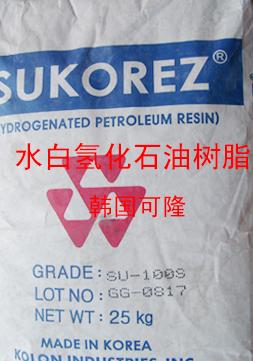 SUKOREZ®
YDROGENATED PETROLEUM RESIN)
水白氢化石油树脂
韩国可隆
GRADE: SU-100S
LOT NO: GG-0817
NET WT: 25 kg
MADE IN KOREA
KOLON INDUSTRIES, INC.